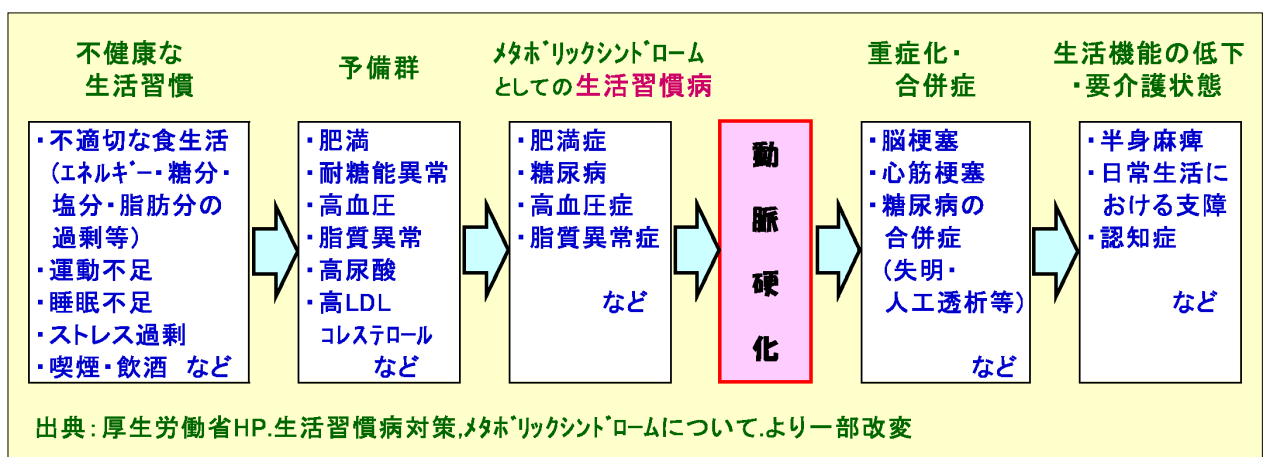 不健康な
生活習慣
・不適切な食生活
(エネルギー・糖分・
塩分・脂肪分の
過剰等)
・運動不足
・睡眠不足
・ストレス過剰
・喫煙・飲酒 など
予備群
・肥満
・耐糖能異常
・高血圧
・脂質異常
・高尿酸
・高LDL
コレステロール
など
メタボリックシンドローム
としての生活習慣病
・肥満症
・糖尿病
・高血圧症
・脂質異常症
など
動脈硬化
重症化・
合併症
・脳梗塞
・心筋梗塞
・糖尿病の
合併症
(失明・
人工透析等)
など
生活機能の低下
・要介護状態
・半身麻痺
・日常生活に
おける支障
・認知症
など
出典:厚生労働省HP.生活習慣病対策,メタボリックシンドロームについて.より一部改変